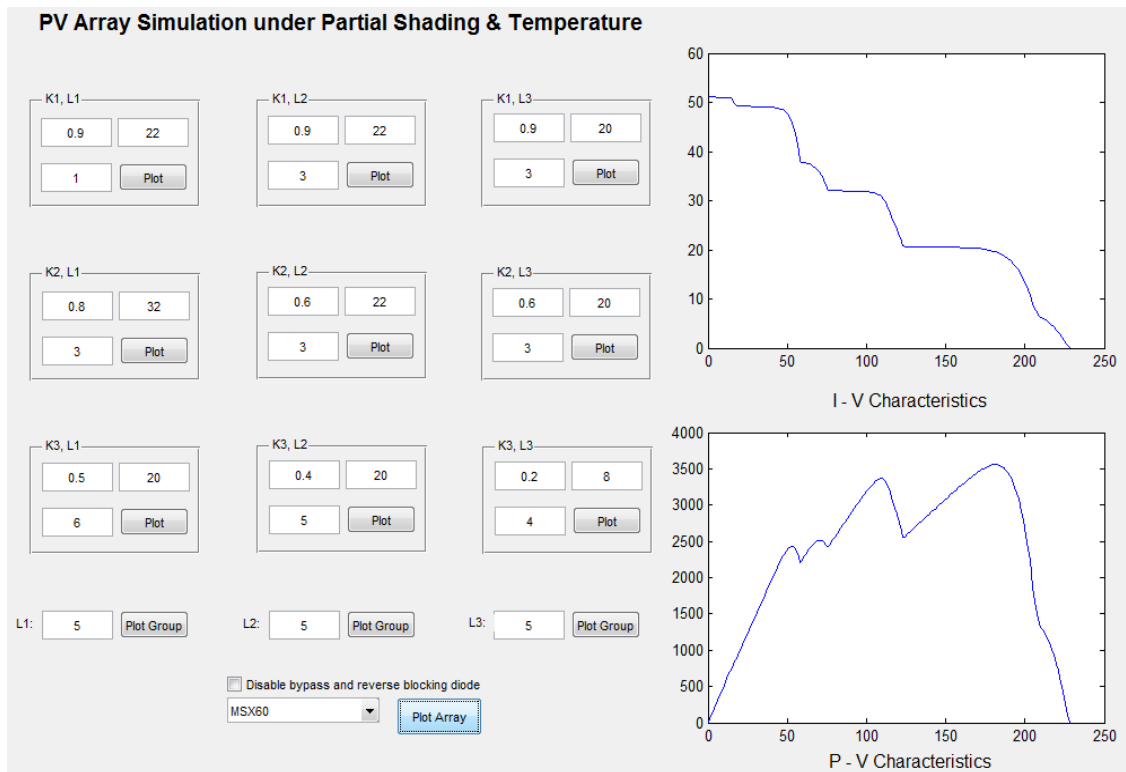 PV Array Simulation under Partial Shading & Temperature
K1, L1
0.9 22
1 Plot
K1, L2
0.9 22
3 Plot
K1, L3
0.9 20
3 Plot
K2, L1
0.8 32
3 Plot
K2, L2
0.6 22
3 Plot
K2, L3
0.6 20
3 Plot
K3, L1
0.5 20
6 Plot
K3, L2
0.4 20
5 Plot
K3, L3
0.2 8
4 Plot
L1: 5 Plot Group
L2: 5 Plot Group
L3: 5 Plot Group
Disable bypass and reverse blocking diode
MSX60
Plot Array
60
50
40
30
20
10
0
0 50 100 150 200 250
I - V Characteristics
4000
3500
3000
2500
2000
1500
1000
500
0
0 50 100 150 200 250
P - V Characteristics